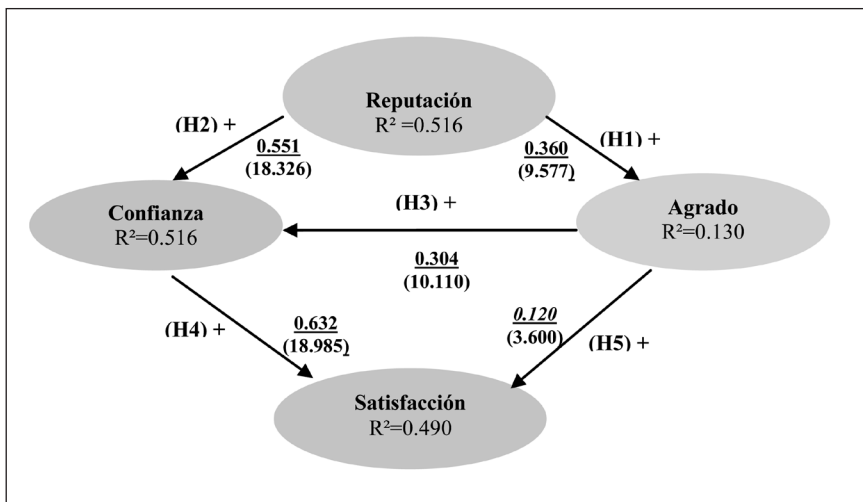 Reputación
R² =0.516
(H2) +
0.551
(18.326)
0.360
(9.577)
(H1) +
Confianza
R²=0.516
(H3) +
0.304
(10.110)
Agrado
R²=0.130
(H4) +
0.632
(18.985)
0.120
(3.600)
(H5) +
Satisfacción
R²=0.490